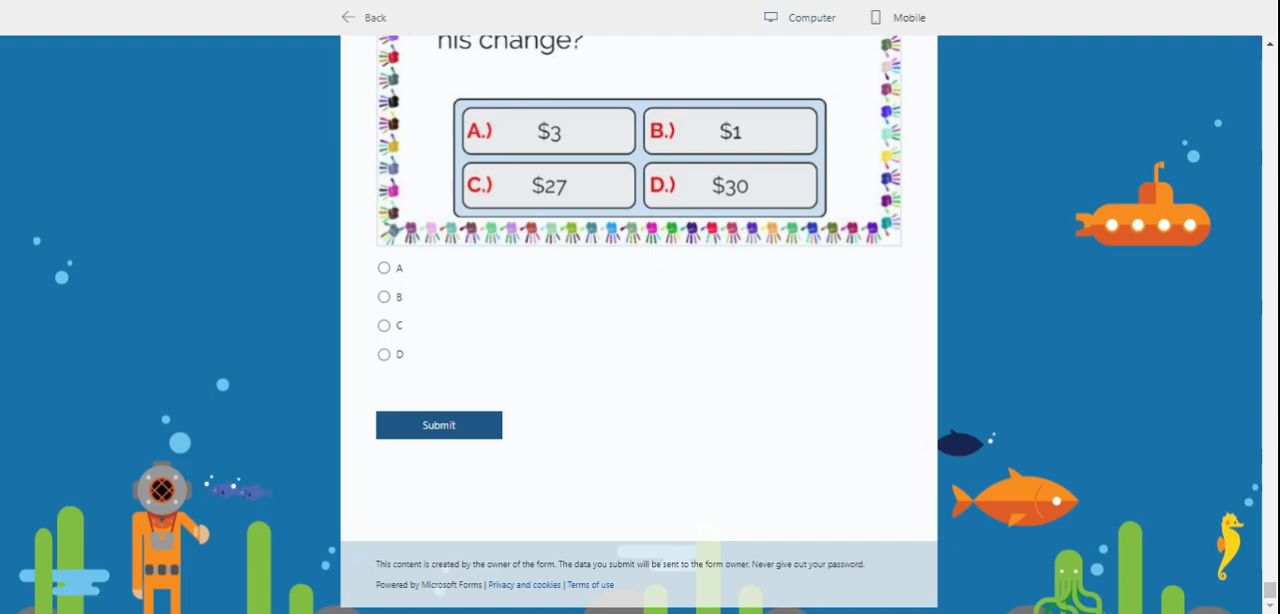 Back
Computer
Mobile
his change?
A.) $3
B.) $1
C.) $27
D.) $30
A
B
C
D
Submit
This content is created by the owner of the form. The data you submit will be sent to the form owner. Never give out your password.
Powered by Microsoft Forms | Privacy and cookies | Terms of use